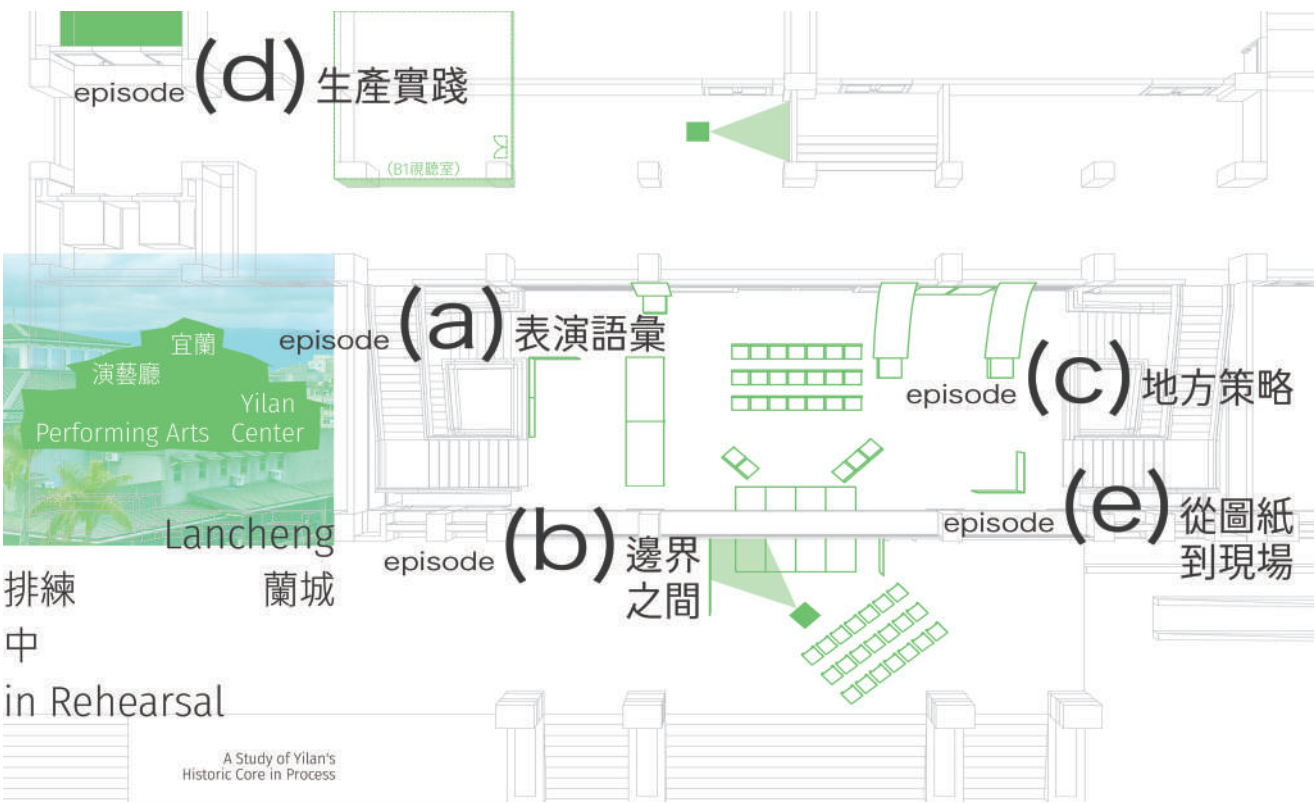 episode (d) 生產實踐
(B1視聽室)
episode (a) 表演語彙
宜蘭
演藝廳
Yilan
Performing Arts Center
episode (c) 地方策略
episode (b) 邊界
之間
episode (e) 從圖紙
到現場
Lancheng
排練 蘭城
中
in Rehearsal
A Study of Yilan's
Historic Core in Process